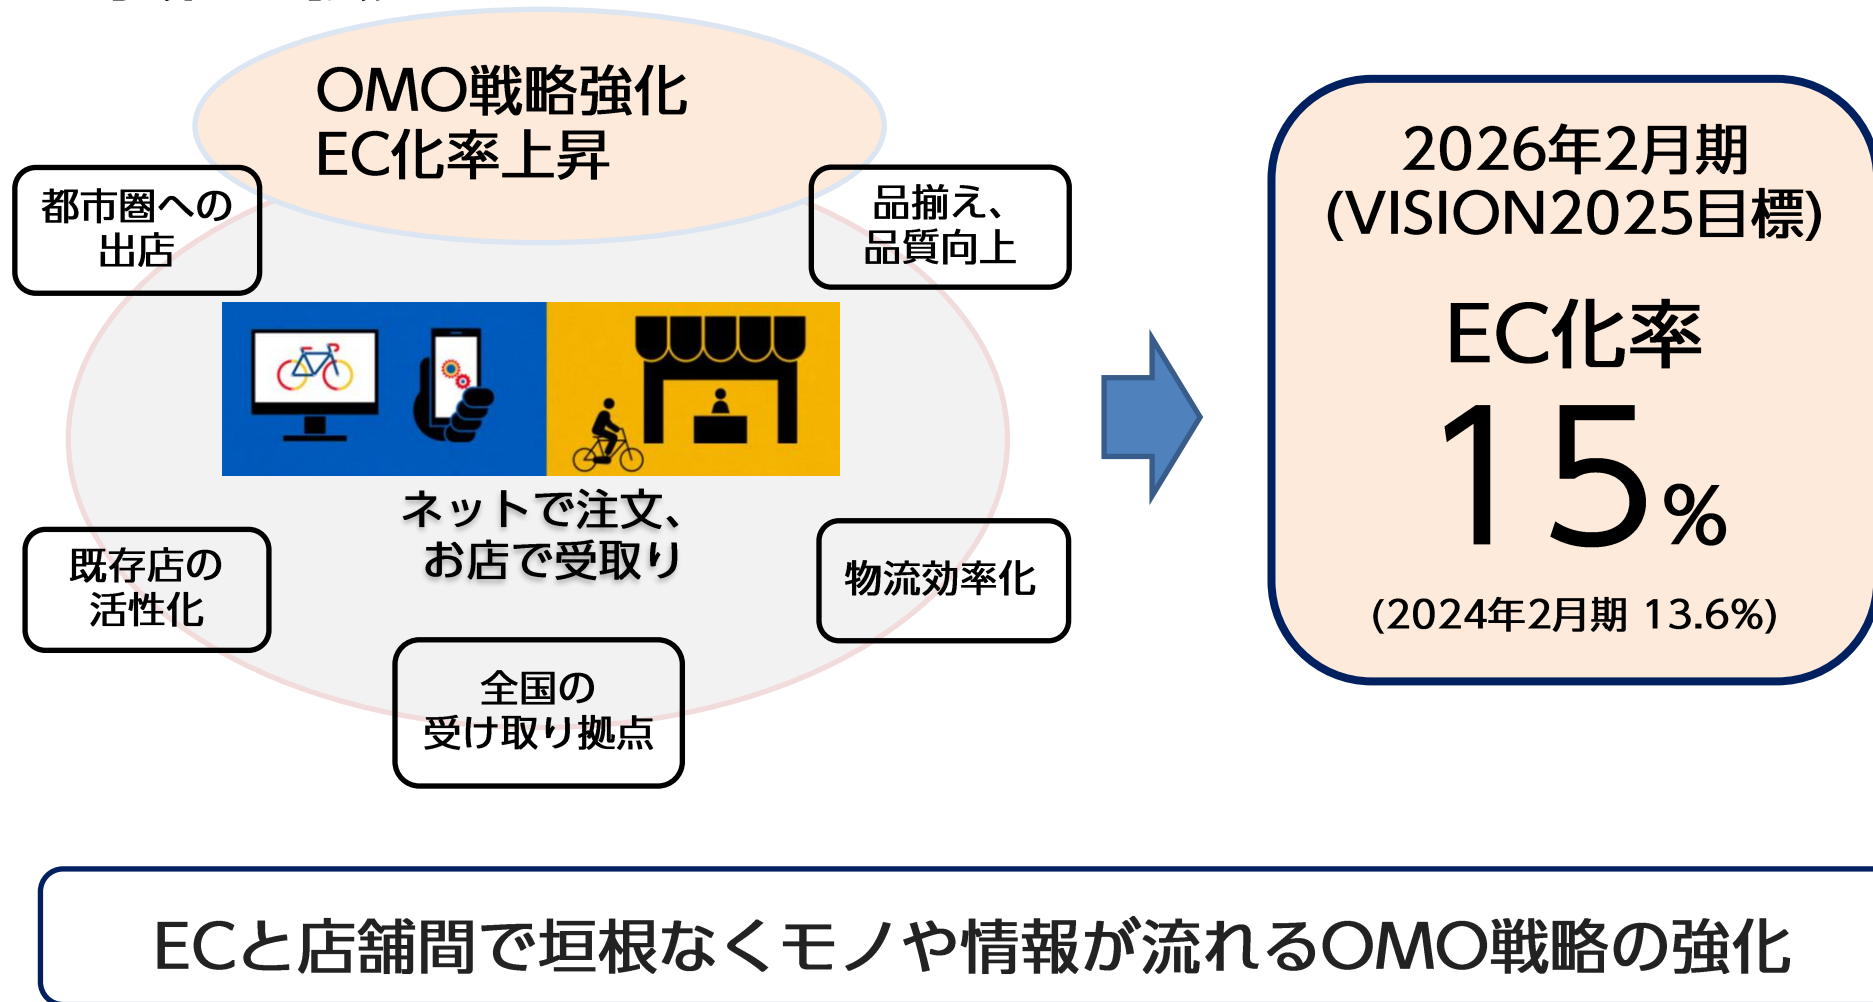 OMO戦略強化
EC化率上昇
都市圏への
出店
品揃え、
品質向上
ネットで注文、
お店で受取り
既存店の
活性化
物流効率化
全国の
受け取り拠点
2026年2月期
(VISION2025目標)
EC化率
15%
(2024年2月期 13.6%)
ECと店舗間で垣根なくモノや情報が流れるOMO戦略の強化